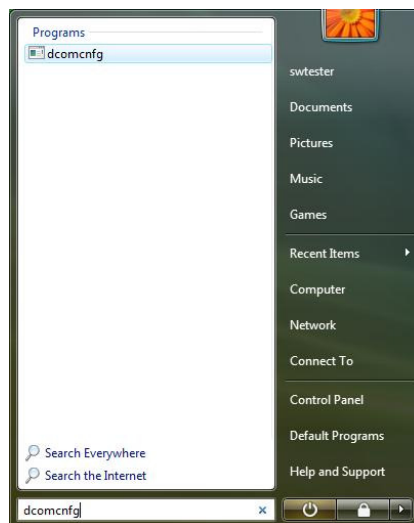 Programs
dcomcnfg
Search Everywhere
Search the Internet
dcomcnfg
swtester
Documents
Pictures
Music
Games
Recent Items
Computer
Network
Connect To
Control Panel
Default Programs
Help and Support